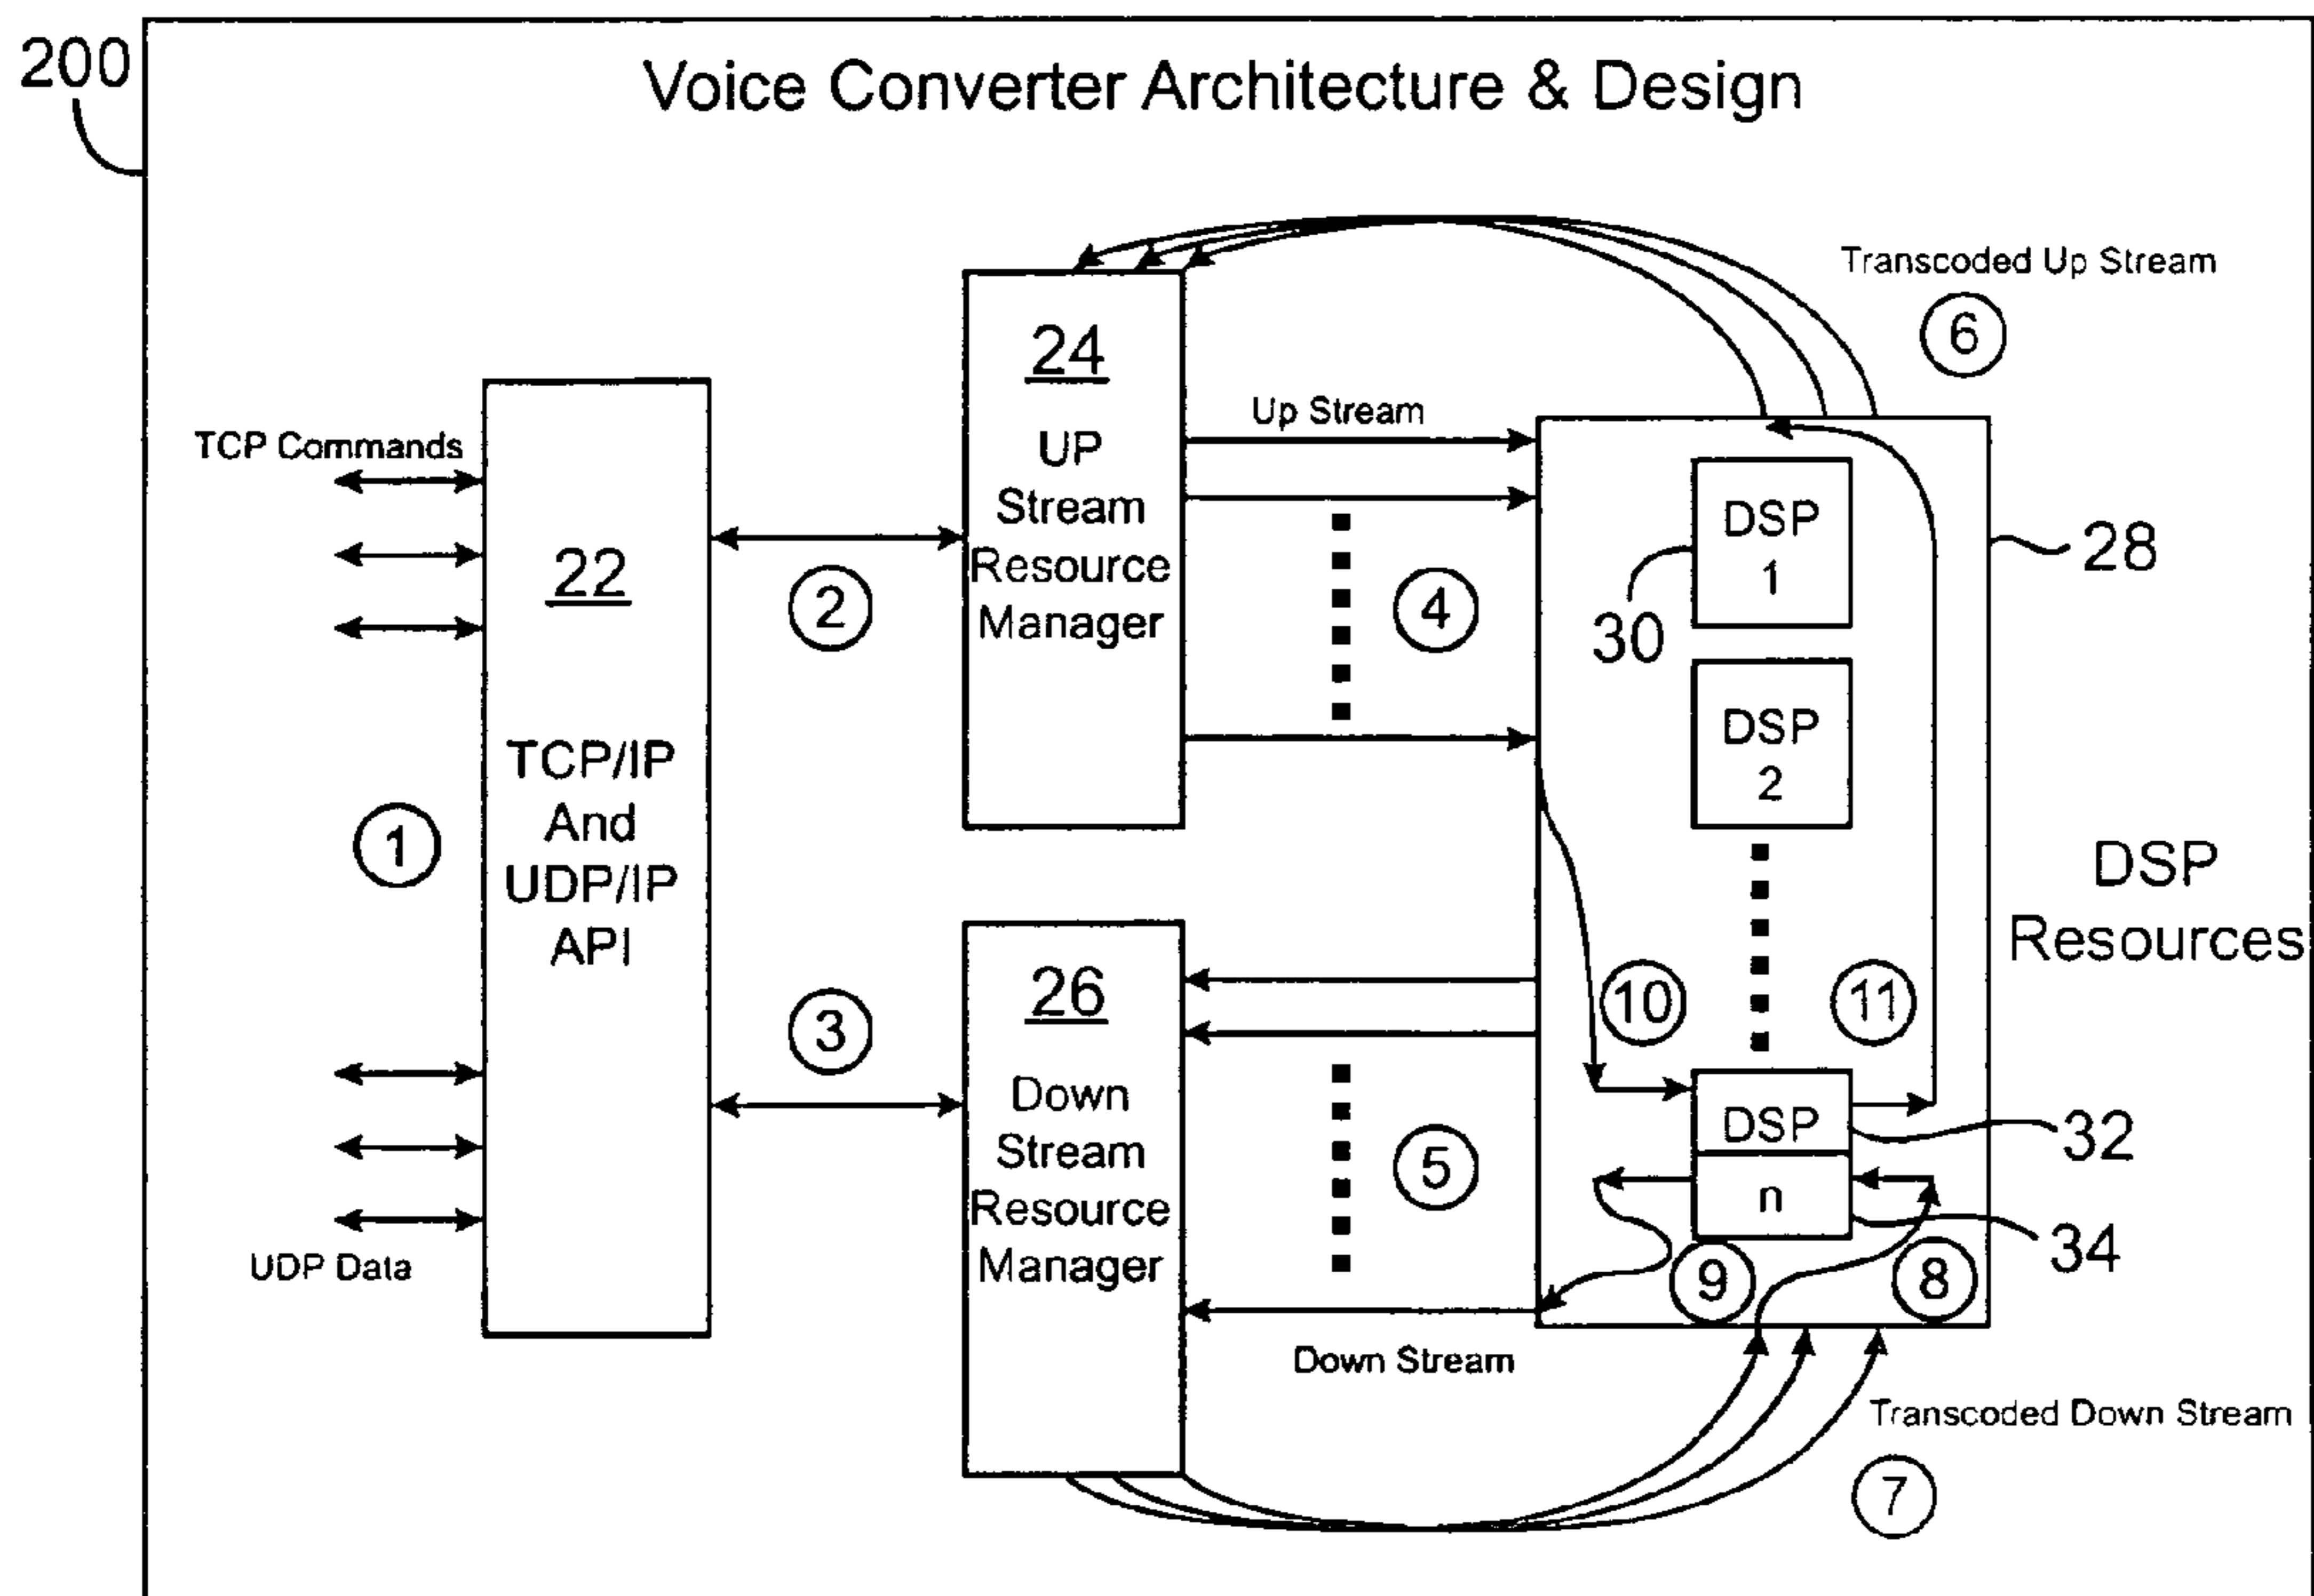 200
Voice Converter Architecture & Design
Transcoded Up Stream
6
24
UP
Stream
Resource
Manager
Up Stream
TCP Commands
22
TCP/IP
And
UDP/IP
API
1
2
4
DSP
1
30
28
DSP
2
DSP
Resources
3
26
Down
Stream
Resource
Manager
5
10
11
DSP
n
32
34
9
8
UDP Data
Down Stream
Transcoded Down Stream
7